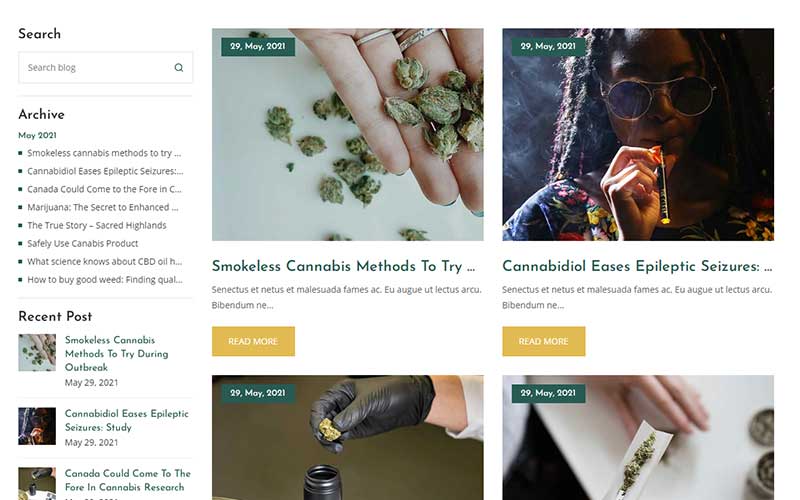 Search
Search blog
Archive
May 2021
Smokeless cannabis methods to try ...
Cannabidiol Eases Epileptic Seizures:...
Canada Could Come to the Fore in C...
Marijuana: The Secret to Enhanced ...
The True Story – Sacred Highlands
Safely Use Canabis Product
What science knows about CBD oil h...
How to buy good weed: Finding qual...
Recent Post
Smokeless Cannabis
Methods To Try During
Outbreak
May 29, 2021
Cannabidiol Eases Epileptic
Seizures: Study
May 29, 2021
Canada Could Come To The
Fore In Cannabis Research
May 29, 2021
29, May, 2021
Smokeless Cannabis Methods To Try ...
Senectus et netus et malesuada fames ac. Eu augue ut lectus arcu.
Bibendum ne...
READ MORE
29, May, 2021
Cannabidiol Eases Epileptic Seizures: ...
Senectus et netus et malesuada fames ac. Eu augue ut lectus arcu.
Bibendum ne...
READ MORE
29, May, 2021
29, May, 2021